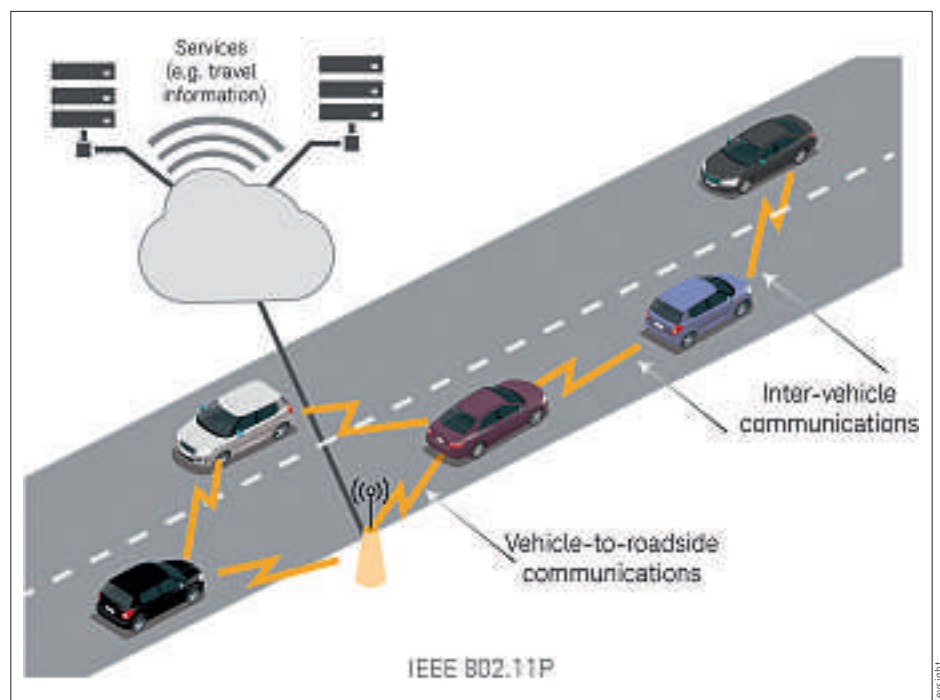 Services
(e.g. travel
information)
Inter-vehicle
communications
Vehicle-to-roadside
communications
IEEE 802.11P